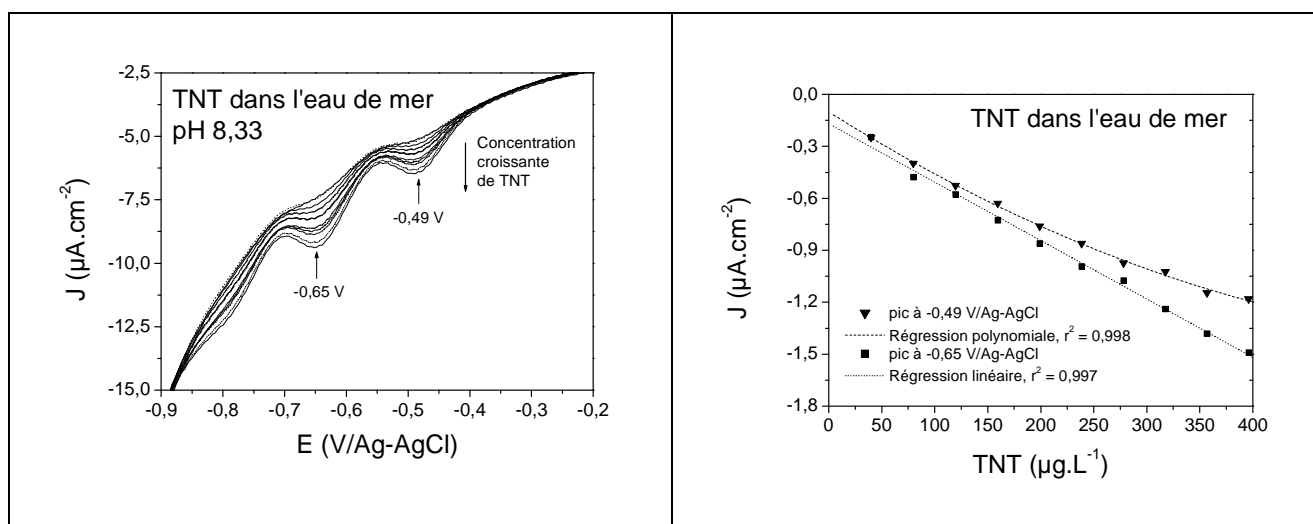 TNT dans l'eau de mer
pH 8,33
Concentration
croissante
de TNT
-0,49 V
-0,65 V
-2,5
-5,0
-7,5
-10,0
-12,5
-15,0
J (µA.cm-2)
-0,9 -0,8 -0,7 -0,6 -0,5 -0,4 -0,3 -0,2
E (V/Ag-AgCl)
TNT dans l'eau de mer
0,0
-0,3
-0,6
-0,9
-1,2
-1,5
-1,8
J (µA.cm-2)
pic à -0,49 V/Ag-AgCl
Régression polynomiale, r2 = 0,998
pic à -0,65 V/Ag-AgCl
Régression linéaire, r2 = 0,997
0 50 100 150 200 250 300 350 400
TNT (µg.L-1)